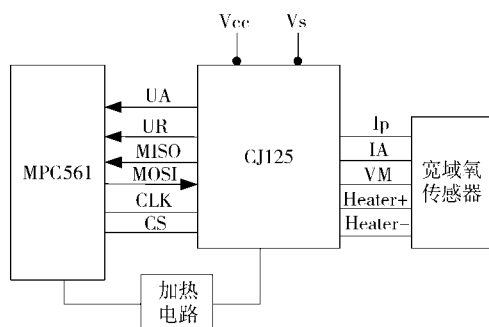 Vcc
Vs
MPC561
UA
UR
MISO
MOSI
CLK
CS
CJ125
Ip
IA
VM
Heater+
Heater-
宽域氧
传感器
加热
电路